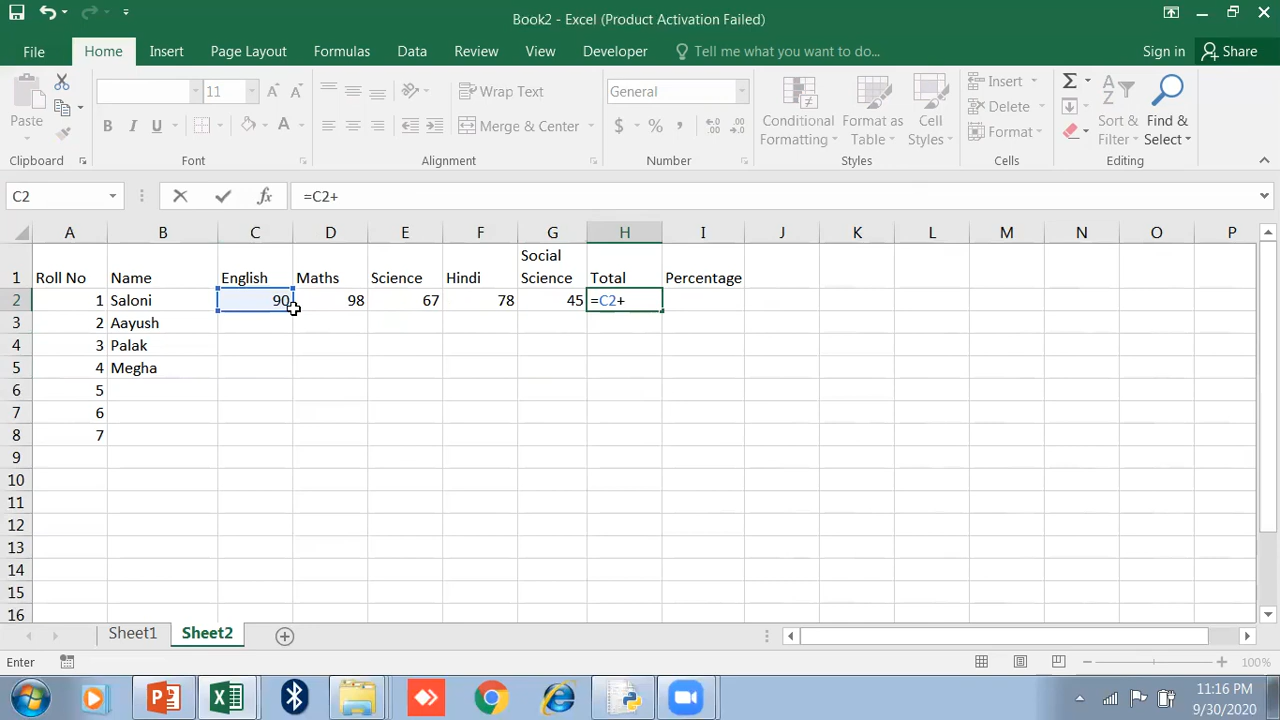 Book2 - Excel (Product Activation Failed)
File Home Insert Page Layout Formulas Data Review View Developer Tell me what you want to do... Sign in Share
11 Wrap Text General Insert
Paste B I U Merge & Center $ % , Conditional Formatting Format as Table Cell Styles Delete Format Sort & Filter Find & Select
Clipboard Font Alignment Number Styles Cells Editing
C2 fx =C2+
A B C D E F G H I J K L M N O P
1 Roll No Name English Maths Science Hindi Social Science Total Percentage
2 1 Saloni 90 98 67 78 45 =C2+
3 2 Aayush
4 3 Palak
5 4 Megha
6 5
7 6
8 7
9
10
11
12
13
14
15
16
Sheet1 Sheet2
Enter 100%
11:16 PM
9/30/2020